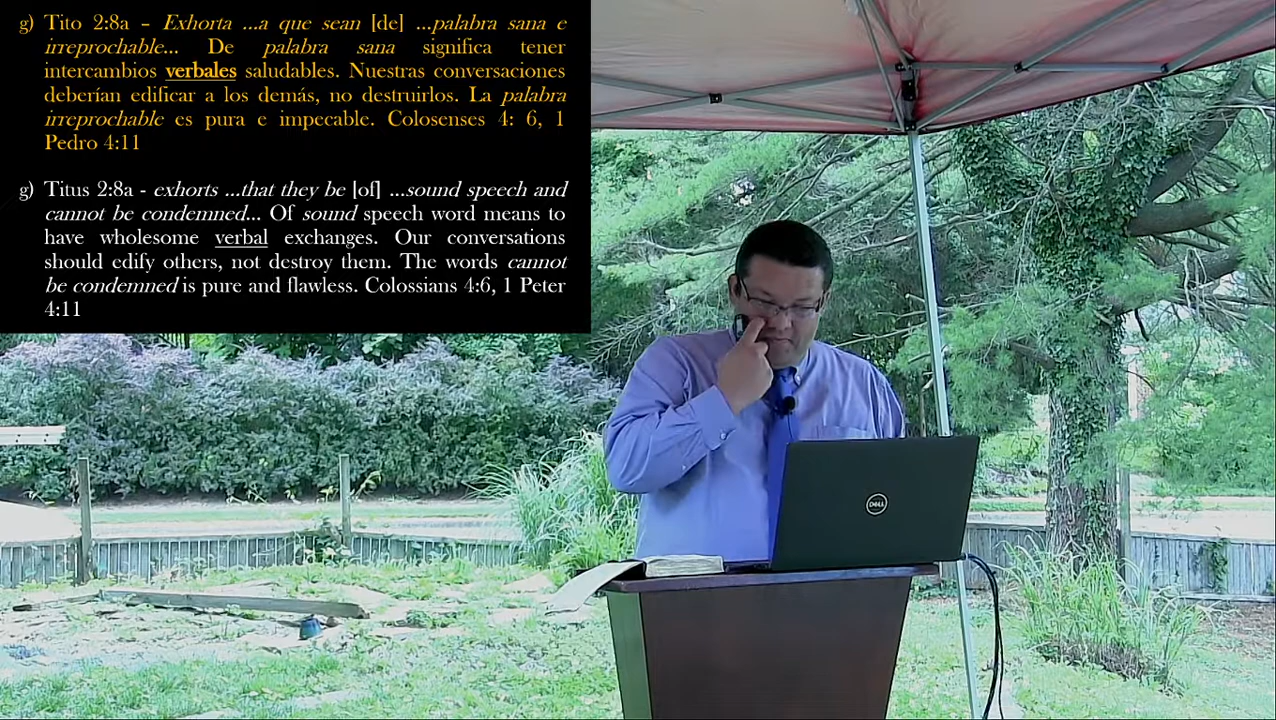 g) Tito 2:8a – Exhorta ...a que sean [de] ...palabra sana e
irreprochable... De palabra sana significa tener
intercambios verbales saludables. Nuestras conversaciones
deberían edificar a los demás, no destruirlos. La palabra
irreprochable es pura e impecable. Colosenses 4: 6, 1
Pedro 4:11
g) Titus 2:8a - exhorts ...that they be [of] ...sound speech and
cannot be condemned... Of sound speech word means to
have wholesome verbal exchanges. Our conversations
should edify others, not destroy them. The words cannot
be condemned is pure and flawless. Colossians 4:6, 1 Peter
4:11
DELL